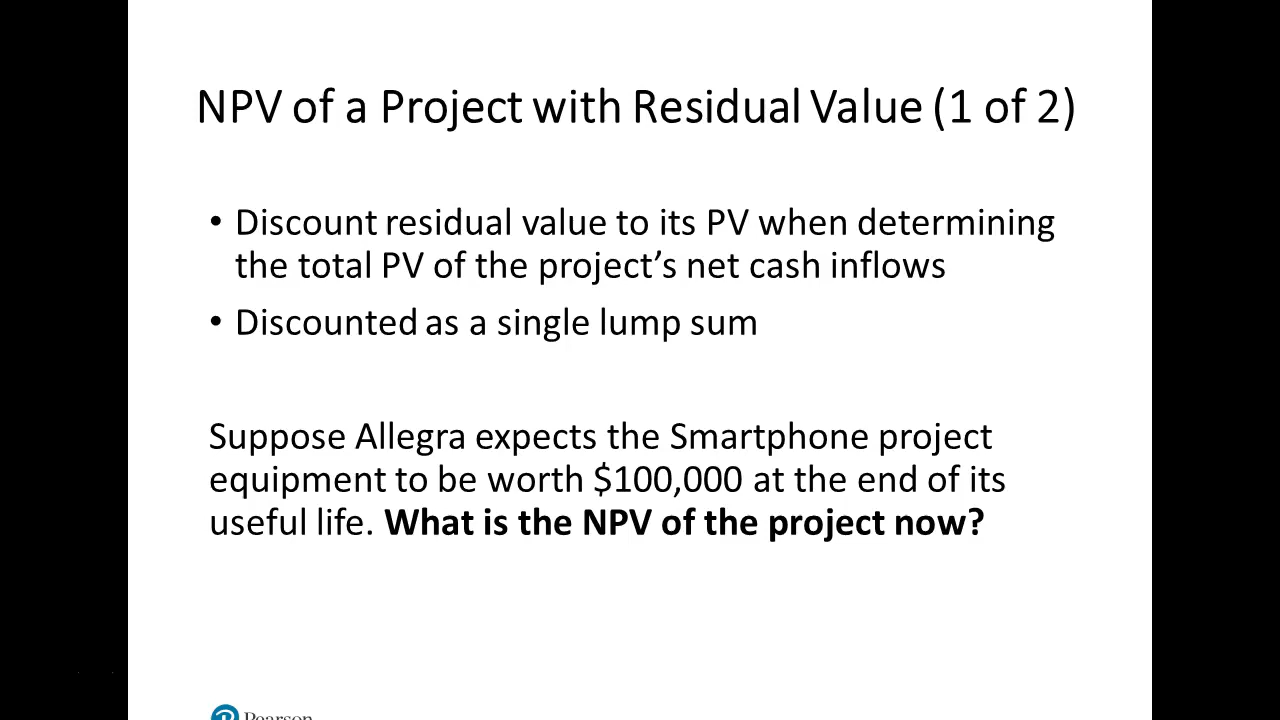 NPV of a Project with Residual Value (1 of 2)
• Discount residual value to its PV when determining
the total PV of the project’s net cash inflows
• Discounted as a single lump sum
Suppose Allegra expects the Smartphone project
equipment to be worth $100,000 at the end of its
useful life. What is the NPV of the project now?
Pearson